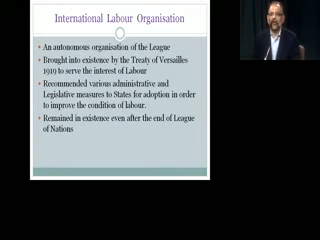 International Labour Organisation
An autonomous organisation of the League
Brought into existence by the Treaty of Versailles
1919 to serve the interest of Labour
Recommended various administrative and
Legislative measures to States for adoption in order
to improve the condition of labour.
Remained in existence even after the end of League
of Nations